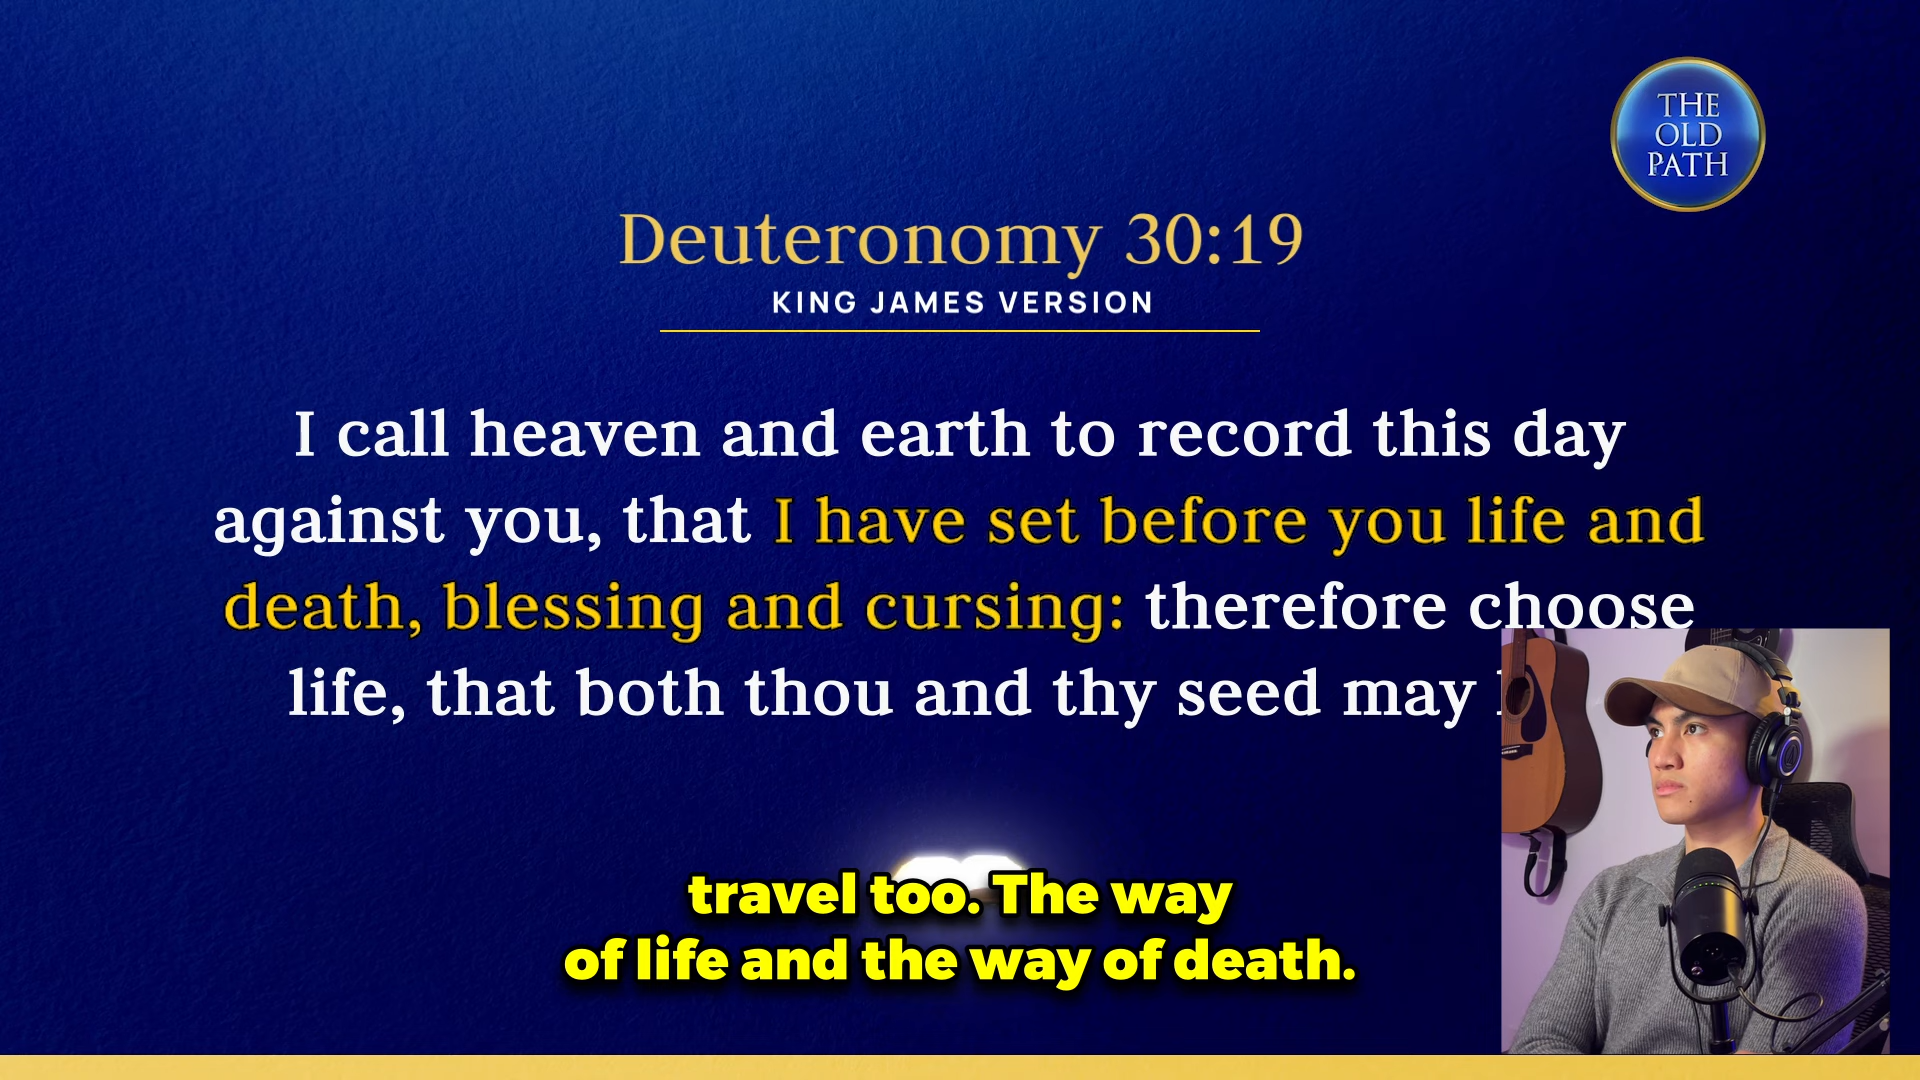 THE
OLD
PATH
Deuteronomy 30:19
KING JAMES VERSION
I call heaven and earth to record this day
against you, that I have set before you life and
death, blessing and cursing: therefore choose
life, that both thou and thy seed may
travel too. The way
of life and the way of death.